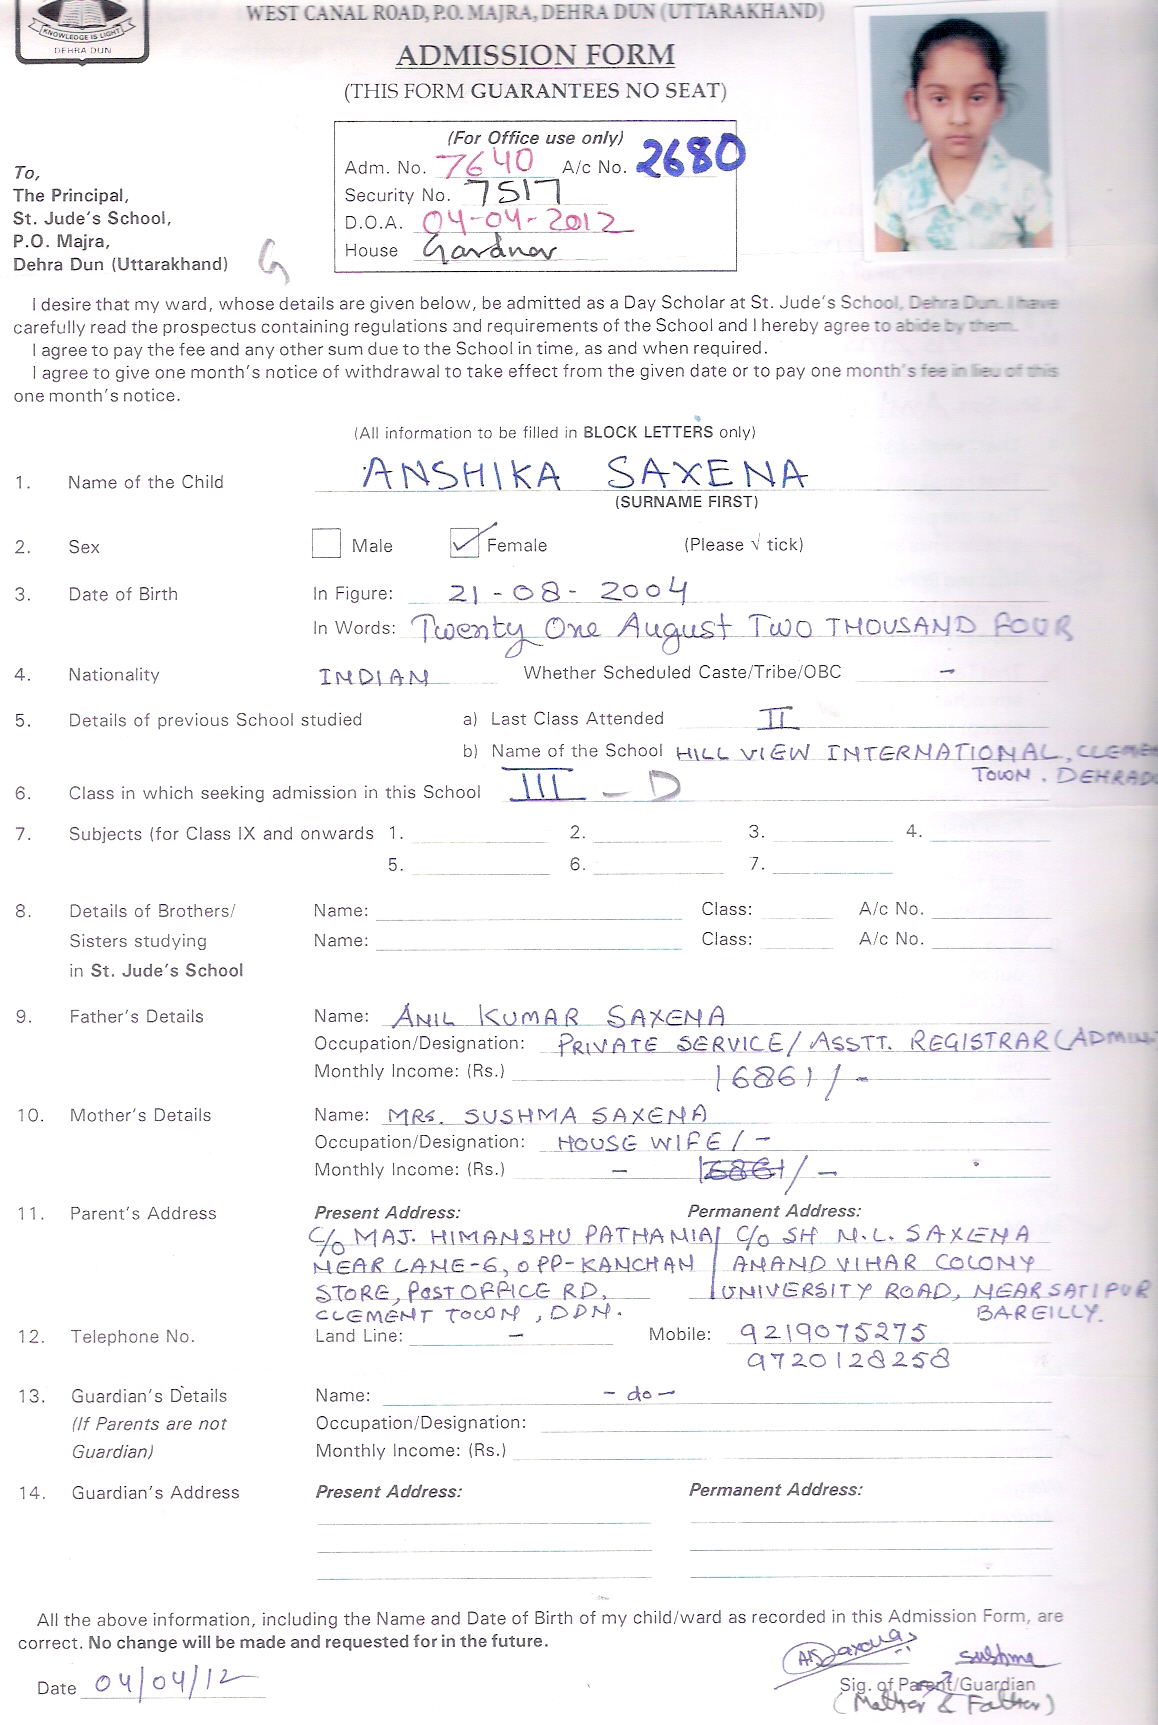 KNOWLEDGE IS LIGHT
DEHRA DUN
WEST CANAL ROAD, P.O. MAJRA, DEHRA DUN (UTTARAKHAND)
ADMISSION FORM
(THIS FORM GUARANTEES NO SEAT)
(For Office use only)
Adm. No. 7640 A/c No. 2680
Security No. 7517
D.O.A. 04-04-2012
House Gardner
To,
The Principal,
St. Jude's School,
P.O. Majra,
Dehra Dun (Uttarakhand) G
I desire that my ward, whose details are given below, be admitted as a Day Scholar at St. Jude's School, Dehra Dun. I have
carefully read the prospectus containing regulations and requirements of the School and I hereby agree to abide by them.
I agree to pay the fee and any other sum due to the School in time, as and when required.
I agree to give one month's notice of withdrawal to take effect from the given date or to pay one month's fee in lieu of this
one month's notice.
(All information to be filled in BLOCK LETTERS only)
1. Name of the Child ANSHIKA SAXENA
(SURNAME FIRST)
2. Sex Male ✓ Female (Please √ tick)
3. Date of Birth In Figure: 21-08-2004
In Words: Twenty One August Two THOUSAND FOUR
4. Nationality INDIAN Whether Scheduled Caste/Tribe/OBC -
5. Details of previous School studied a) Last Class Attended II
b) Name of the School HILL VIEW INTERNATIONAL, CLEME
TOWN. DEHRADU
6. Class in which seeking admission in this School III - D
7. Subjects (for Class IX and onwards 1. 2. 3. 4.
5. 6. 7.
8. Details of Brothers/ Name: Class: A/c No.
Sisters studying Name: Class: A/c No.
in St. Jude's School
9. Father's Details Name: ANIL KUMAR SAXENA
Occupation/Designation: PRIVATE SERVICE/ASSTT. REGISTRAR (ADMIN.
Monthly Income: (Rs.) 16861/-
10. Mother's Details Name: MRS. SUSHMA SAXENA
Occupation/Designation: HOUSE WIFE/-
Monthly Income: (Rs.) - 16861/-
11. Parent's Address Present Address: Permanent Address:
C/o MAJ. HIMANSHU PATHANIA/ C/o SH N.L. SAXENA
NEAR LANE-6, OPP-KANCHAN / ANAND VIHAR COLONY
STORE, POST OFFICE RD, UNIVERSITY ROAD, NEAR SATIPUR
CLEMENT TOWN, DDN. BAREILLY.
12. Telephone No. Land Line: - Mobile: 9219075275
9720128258
13. Guardian's Details Name: -do-
(If Parents are not Occupation/Designation:
Guardian) Monthly Income: (Rs.)
14. Guardian's Address Present Address: Permanent Address:
All the above information, including the Name and Date of Birth of my child/ward as recorded in this Admission Form, are
correct. No change will be made and requested for in the future.
Saxena Sushma
Date 04/04/12 Sig. of Parent/Guardian
(Mother & Father)